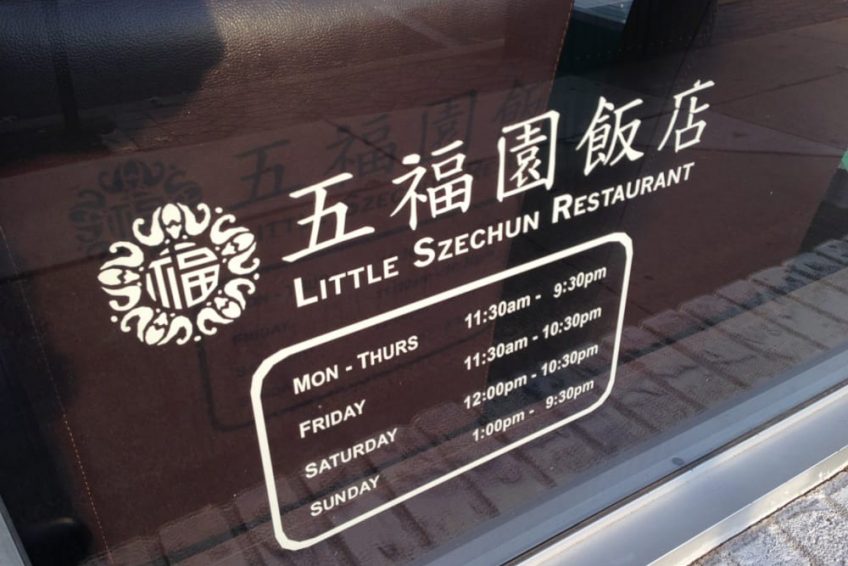 福
五福園飯店
LITTLE SZECHUN RESTAURANT
MON - THURS 11:30am - 9:30pm
FRIDAY 11:30am - 10:30pm
SATURDAY 12:00pm - 10:30pm
SUNDAY 1:00pm - 9:30pm